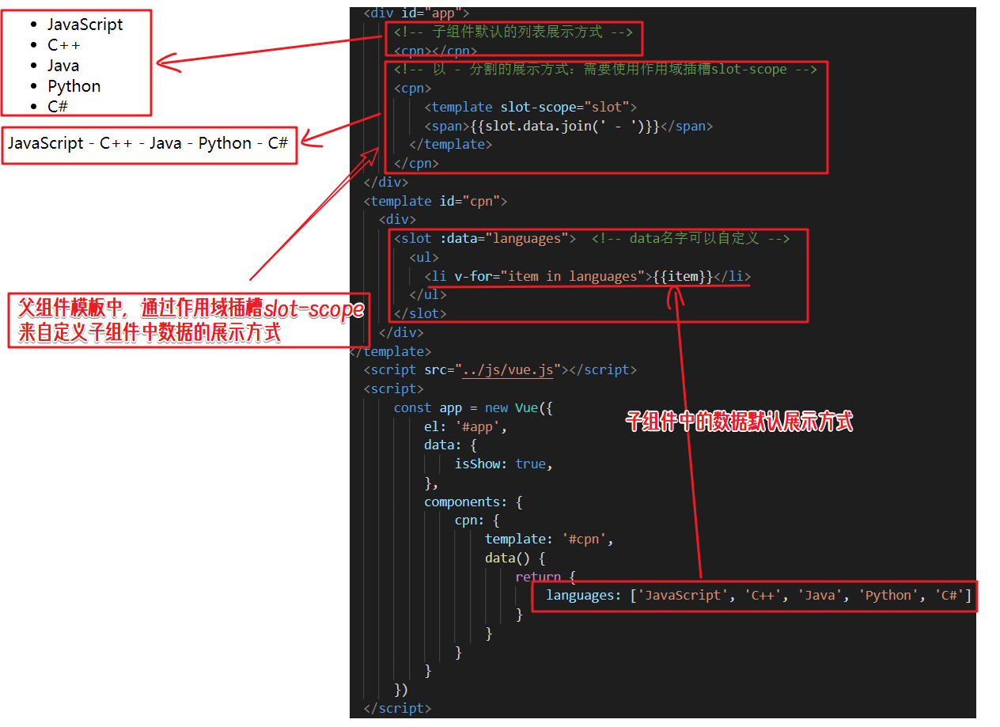 JavaScript
C++
Java
Python
C#
JavaScript - C++ - Java - Python - C#
父组件模板中，通过作用域插槽slot-scope
来自定义子组件中数据的展示方式
<div id="app">
<!-- 子组件默认的列表展示方式 -->
<cpn></cpn>
<!-- 以 - 分割的展示方式：需要使用作用域插槽slot-scope -->
<cpn>
<template slot-scope="slot">
<span>{{slot.data.join(' - ')}}</span>
</template>
</cpn>
</div>
<template id="cpn">
<div>
<slot :data="languages"> <!-- data名字可以自定义 -->
<ul>
<li v-for="item in languages">{{item}}</li>
</ul>
</slot>
</div>
</template>
<script src="../js/vue.js"></script>
<script>
const app = new Vue({
el: '#app',
data: {
isShow: true,
},
components: {
cpn: {
template: '#cpn',
data() {
return {
languages: ['JavaScript', 'C++', 'Java', 'Python', 'C#']
}
}
}
}
})
</script>
子组件中的数据默认展示方式